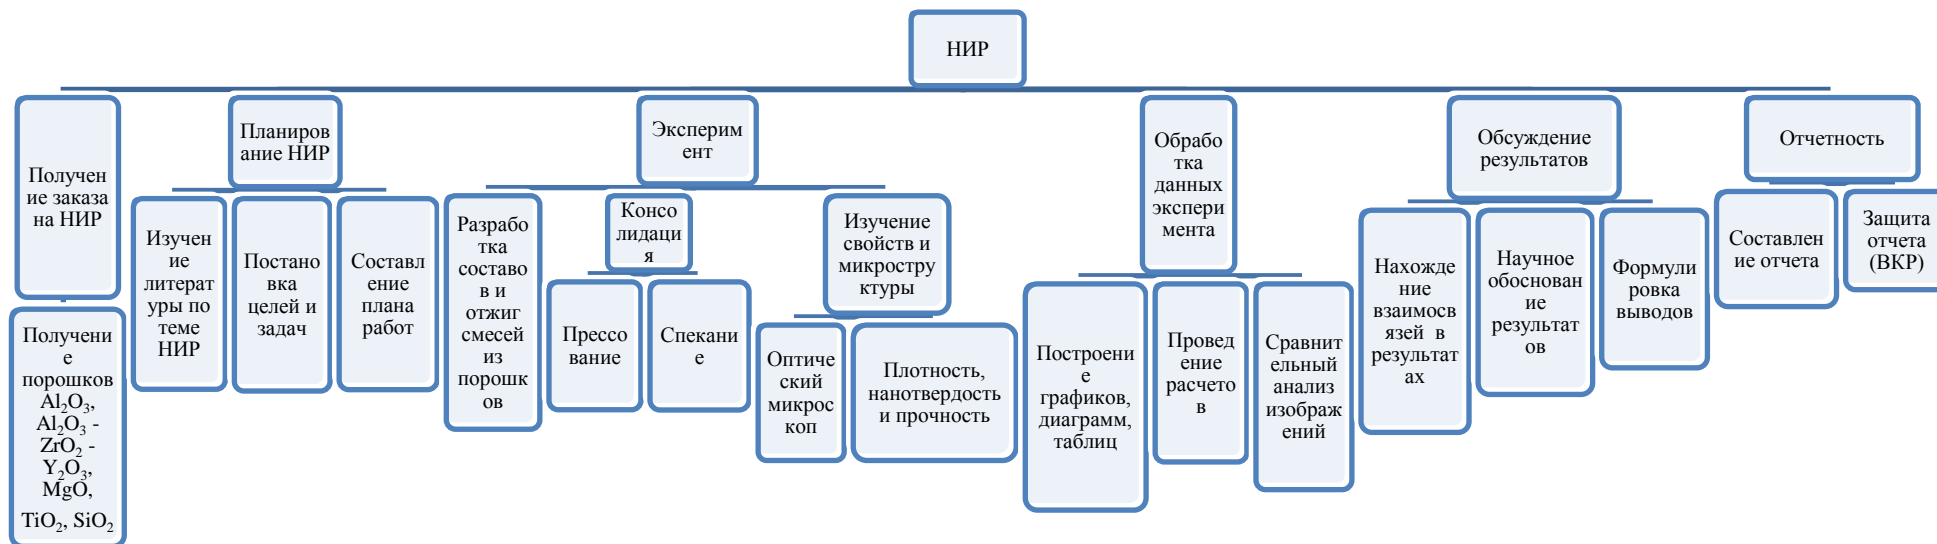 НИР
Получен
ие заказа
на НИР
Получени
е
порошков
Al₂O₃,
Al₂O₃ -
ZrO₂ -
Y₂O₃,
MgO,
TiO₂, SiO₂
Планиров
ание НИР
Изучен
ие
литерат
уры по
теме
НИР
Постано
вка
целей и
задач
Составл
ение
плана
работ
Эксперим
ент
Разрабо
тка
составо
в и
отжиг
смесей
из
порошк
ов
Консо
лидаци
я
Прессо
вание
Спекани
е
Изучение
свойств и
микростру
ктуры
Оптиче
ский
микрос
коп
Плотность,
нанотвердость
и прочность
Обрабо
тка
данных
экспери
мента
Построени
е
графиков,
диаграмм,
таблиц
Провед
ение
расчето
в
Сравнит
ельный
анализ
изображ
ений
Обсуждение
результатов
Нахожде
ние
взаимосв
язей в
результат
ах
Научное
обоснован
ие
результат
ов
Формули
ровка
выводов
Отчетность
Составлен
ие отчета
Защита
отчета
(ВКР)